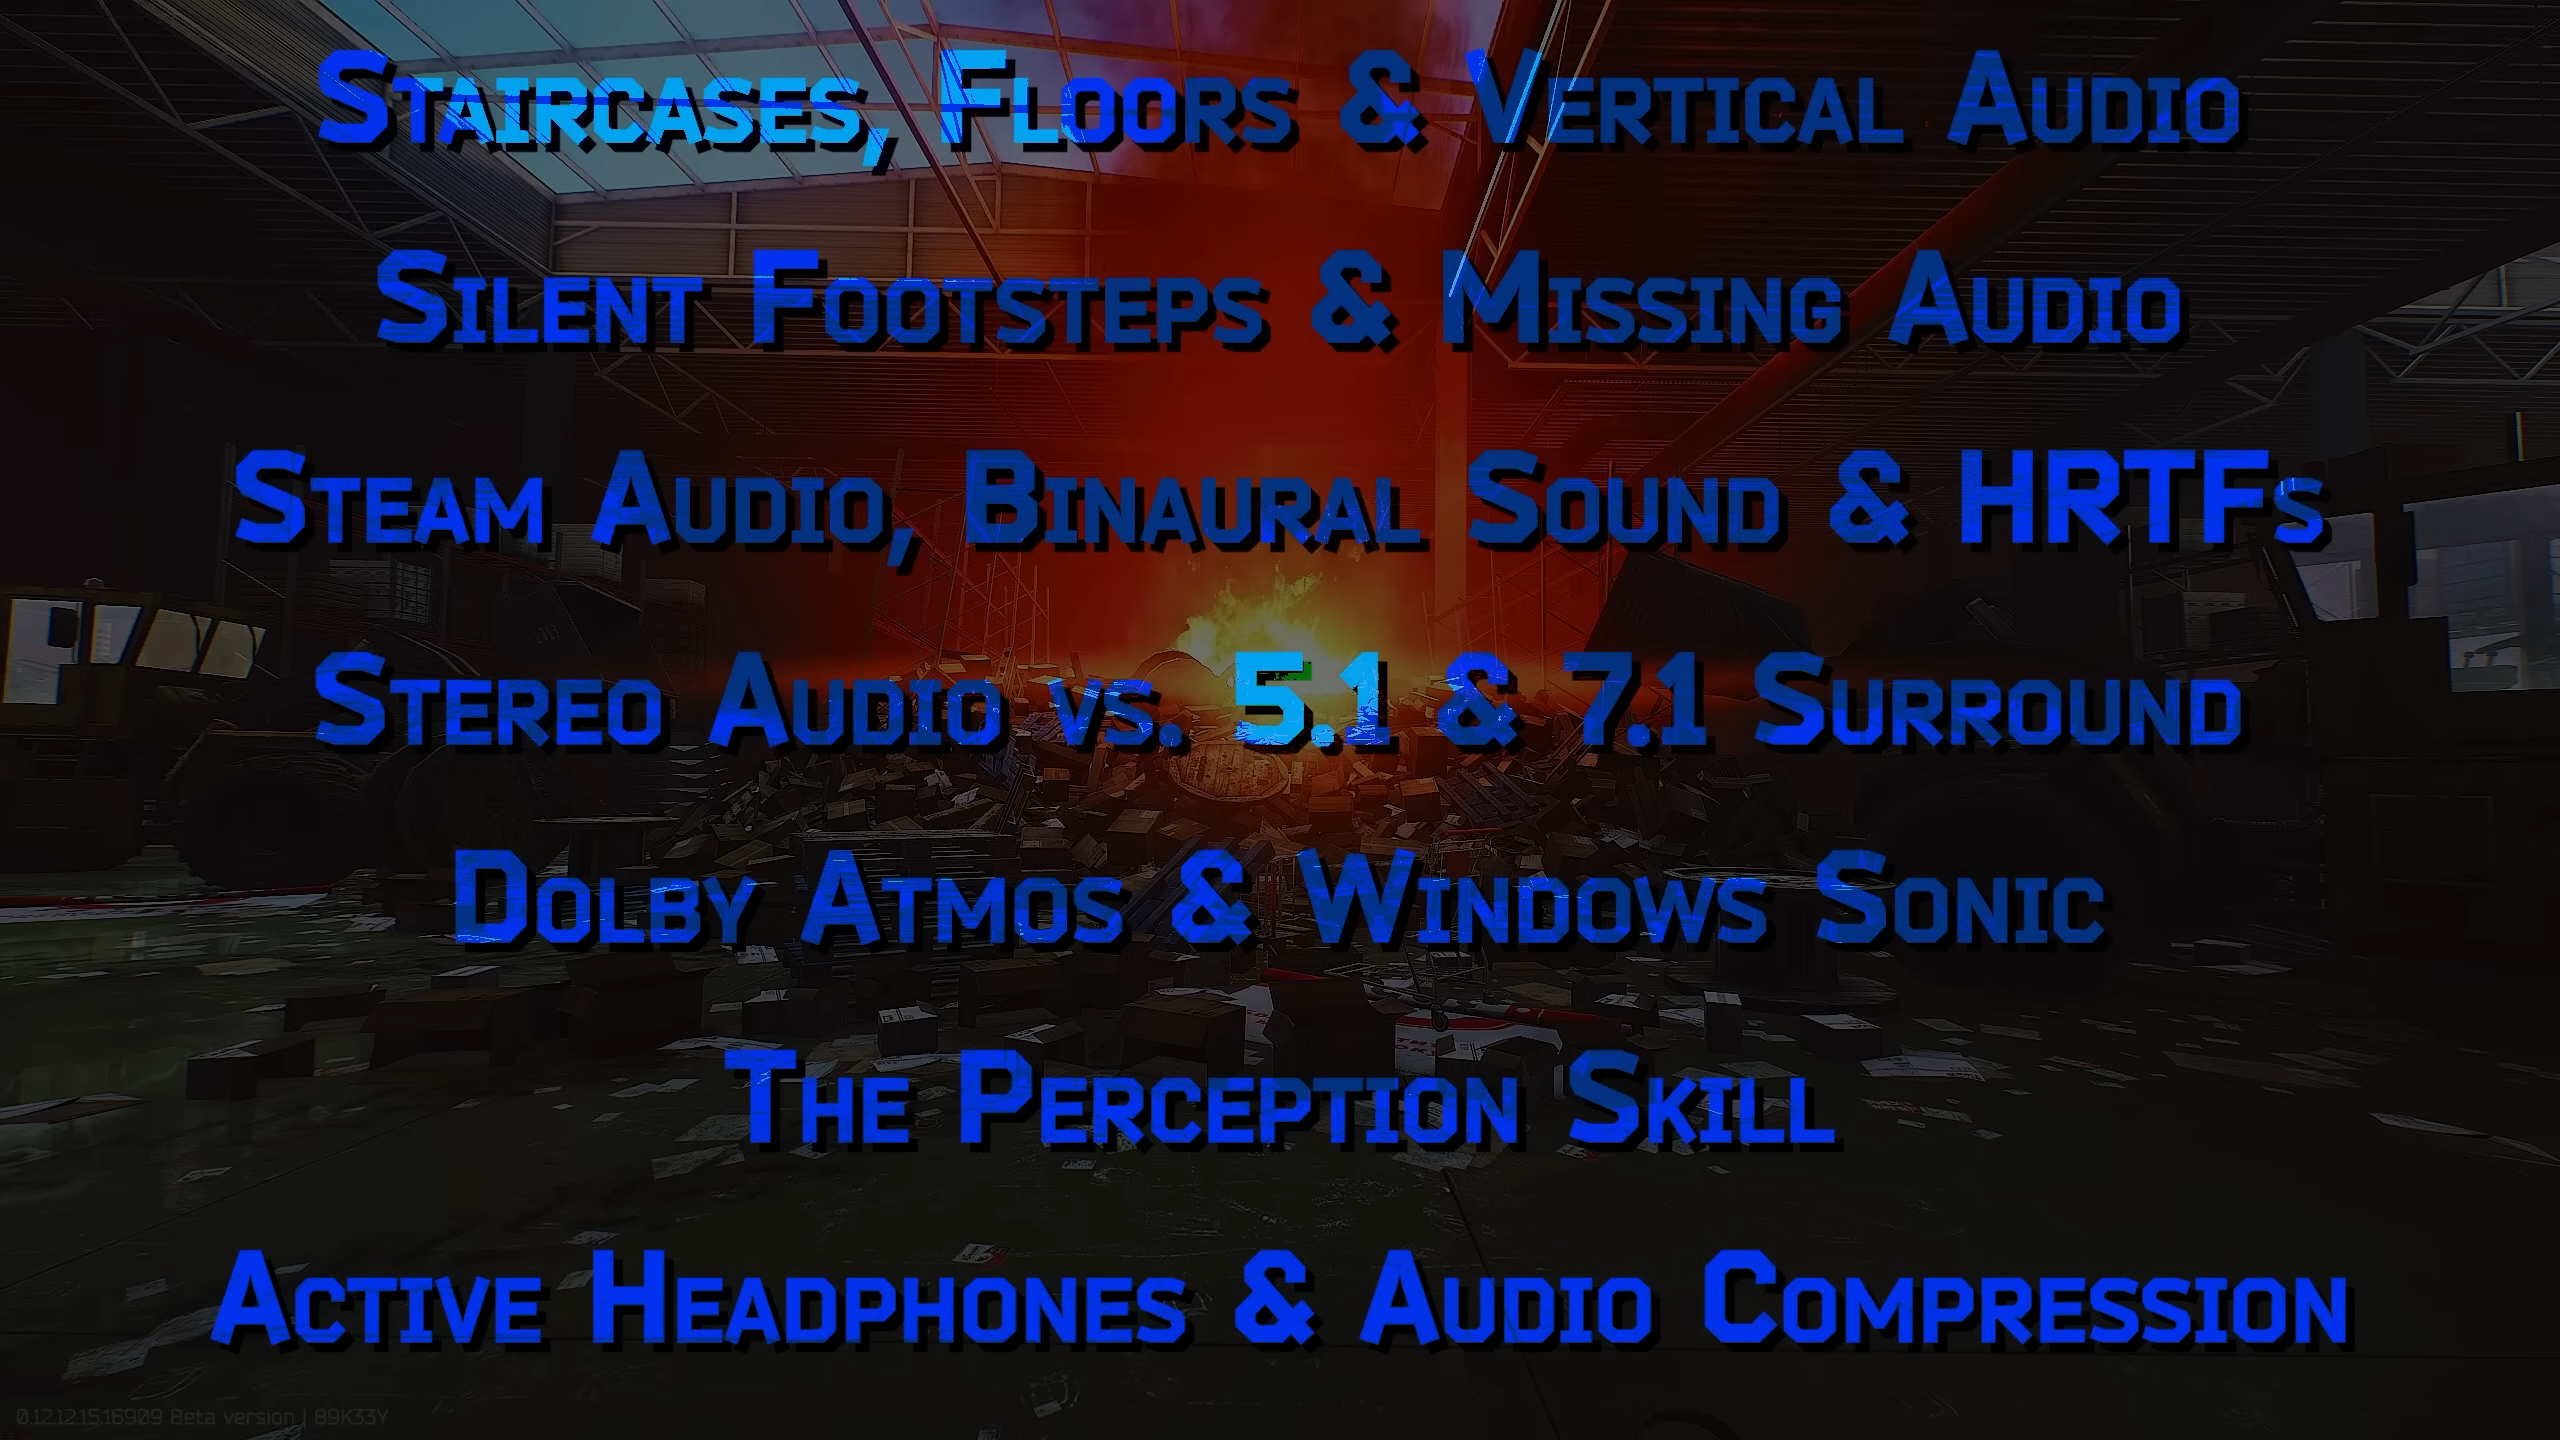 Staircases, Floors & Vertical Audio
Silent Footsteps & Missing Audio
Steam Audio, Binaural Sound & HRTFs
Stereo Audio vs. 5.1 & 7.1 Surround
Dolby Atmos & Windows Sonic
The Perception Skill
Active Headphones & Audio Compression
0.12.12.15.16909 Beta version | 89K33Y